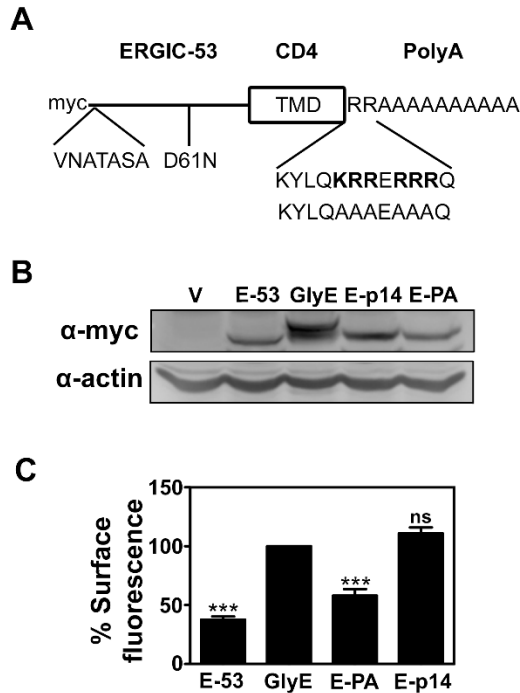 A
ERGIC-53 CD4 PolyA
myc TMD RRAAAAAAAAAA
VNATASA D61N
KYLQKRRERRRQ
KYLQAAAEAAAQ
B
V E-53 GlyE E-p14 E-PA
α-myc
α-actin
C
% Surface
fluorescence
150
100
50
0
*** *** ns
E-53 GlyE E-PA E-p14